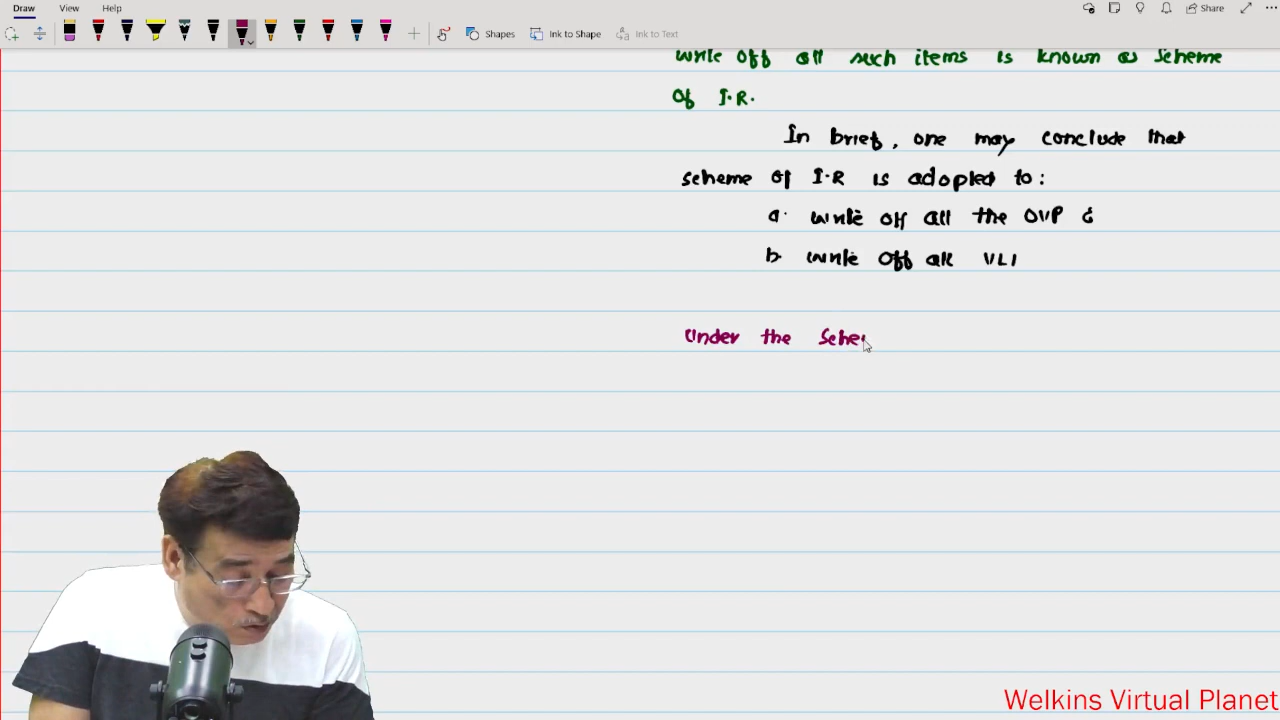 Draw View Help Share
Shapes Ink to Shape Ink to Text
write off all such items is known as scheme
of I.R.
In brief, one may conclude that
scheme of I.R is adopted to:
a. write off all the OVP &
b write off all
Under the Sche
Welkins Virtual Planet